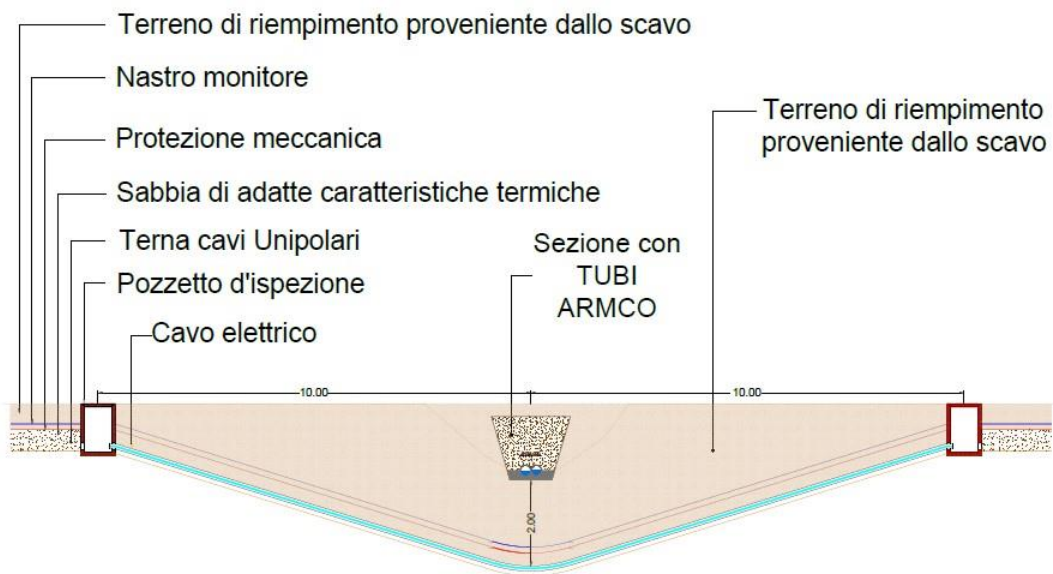 Terreno di riempimento proveniente dallo scavo
Nastro monitore
Protezione meccanica
Sabbia di adatte caratteristiche termiche
Terna cavi Unipolari
Pozzetto d'ispezione
Cavo elettrico
Sezione con
TUBI
ARMCO
Terreno di riempimento
proveniente dallo scavo
10.00
10.00
2.00